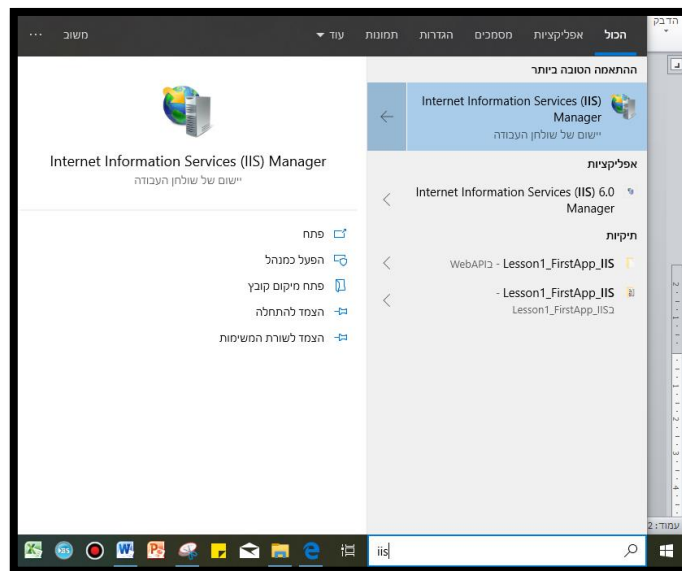 הדבק
הכול
אפליקציות
מסמכים
הגדרות
תמונות
עוד
משוב
ההתאמה הטובה ביותר
Internet Information Services (IIS)
Manager
יישום של שולחן העבודה
אפליקציות
Internet Information Services (IIS) 6.0
Manager
תיקיות
Lesson1_FirstApp_IIS - בWebAPI
Lesson1_FirstApp_IIS -
בLesson1_FirstApp_IIS
Internet Information Services (IIS) Manager
יישום של שולחן העבודה
פתח
הפעל כמנהל
פתח מיקום קובץ
הצמד להתחלה
הצמד לשורת המשימות
עמוד: 2
iis